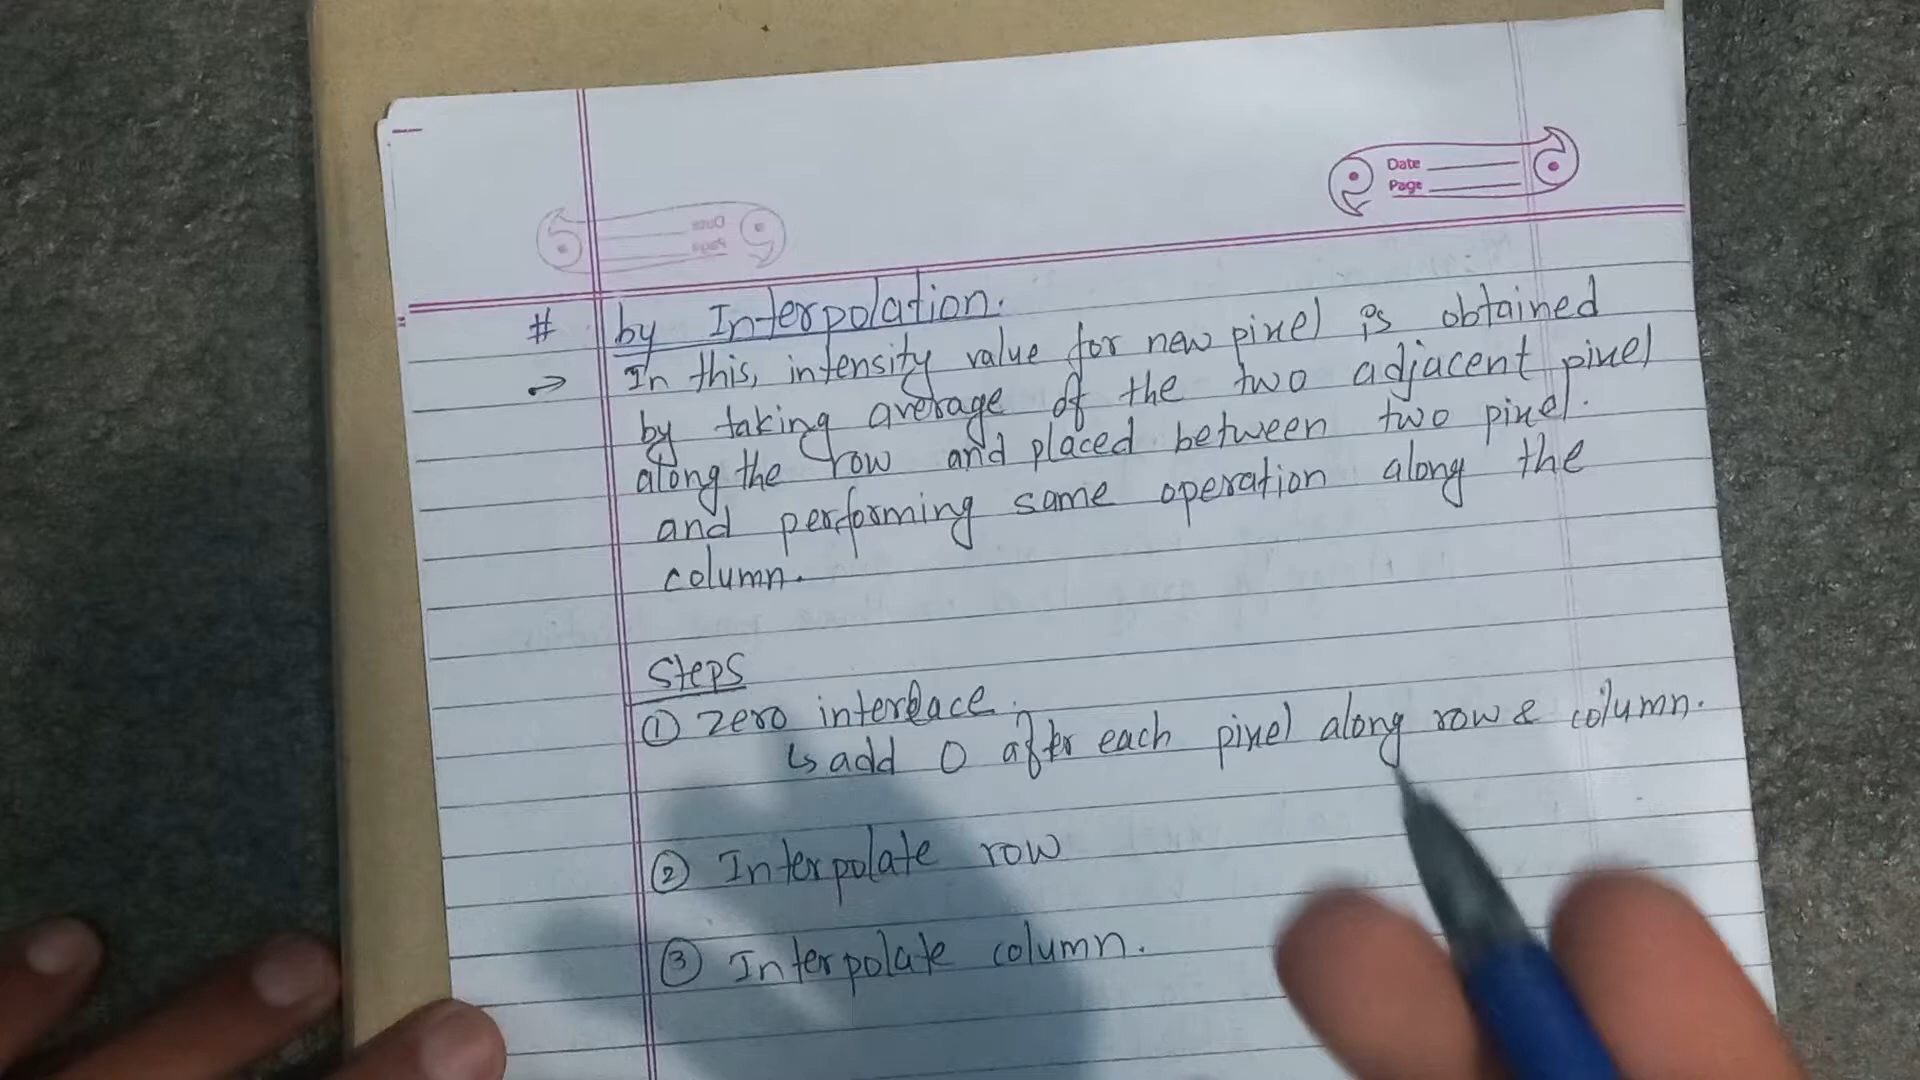 Date
Page
# by Interpolation.
→ In this, intensity value for new pixel is obtained
by taking average of the two adjacent pixel
along the row and placed between two pixel.
and performing same operation along the
column.
Steps
① Zero interlace.
↳ add 0 after each pixel along row & column.
② Interpolate row
③ Interpolate column.